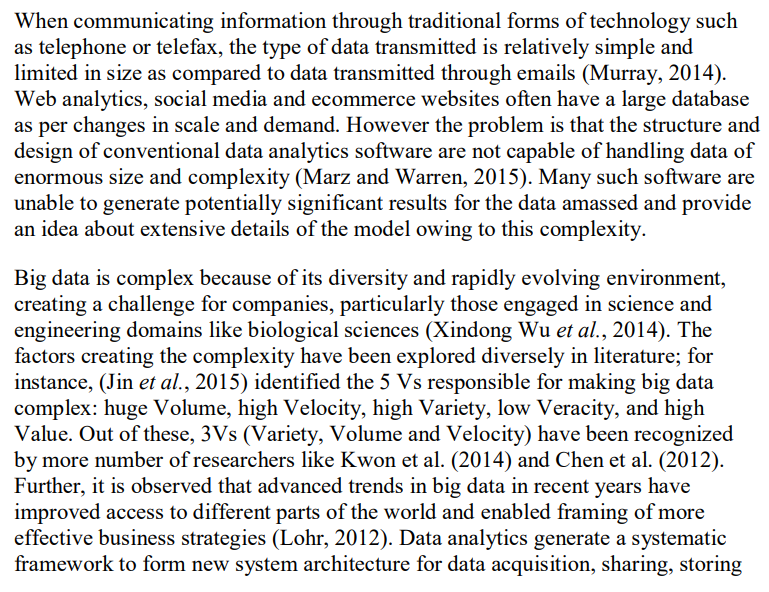 When communicating information through traditional forms of technology such
as telephone or telefax, the type of data transmitted is relatively simple and
limited in size as compared to data transmitted through emails (Murray, 2014).
Web analytics, social media and ecommerce websites often have a large database
as per changes in scale and demand. However the problem is that the structure and
design of conventional data analytics software are not capable of handling data of
enormous size and complexity (Marz and Warren, 2015). Many such software are
unable to generate potentially significant results for the data amassed and provide
an idea about extensive details of the model owing to this complexity.
Big data is complex because of its diversity and rapidly evolving environment,
creating a challenge for companies, particularly those engaged in science and
engineering domains like biological sciences (Xindong Wu et al., 2014). The
factors creating the complexity have been explored diversely in literature; for
instance, (Jin et al., 2015) identified the 5 Vs responsible for making big data
complex: huge Volume, high Velocity, high Variety, low Veracity, and high
Value. Out of these, 3Vs (Variety, Volume and Velocity) have been recognized
by more number of researchers like Kwon et al. (2014) and Chen et al. (2012).
Further, it is observed that advanced trends in big data in recent years have
improved access to different parts of the world and enabled framing of more
effective business strategies (Lohr, 2012). Data analytics generate a systematic
framework to form new system architecture for data acquisition, sharing, storing